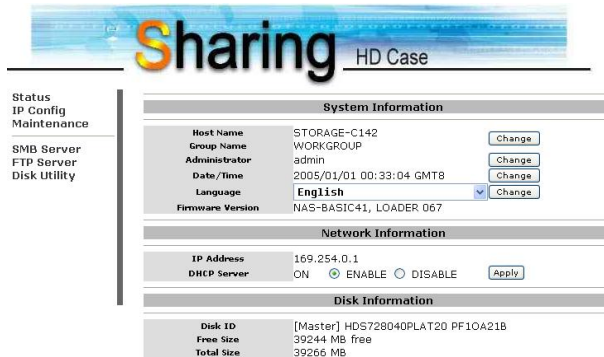 Sharing HD Case
Status
IP Config
Maintenance
SMB Server
FTP Server
Disk Utility
System Information
Host Name STORAGE-C142 Change
Group Name WORKGROUP
Administrator admin Change
Date/Time 2005/01/01 00:33:04 GMT8 Change
Language English Change
Firmware Version NAS-BASIC41, LOADER 067
Network Information
IP Address 169.254.0.1
DHCP Server ON ENABLE DISABLE Apply
Disk Information
Disk ID [Master] HDS728040PLAT20 PF1OA21B
Free Size 39244 MB free
Total Size 39266 MB